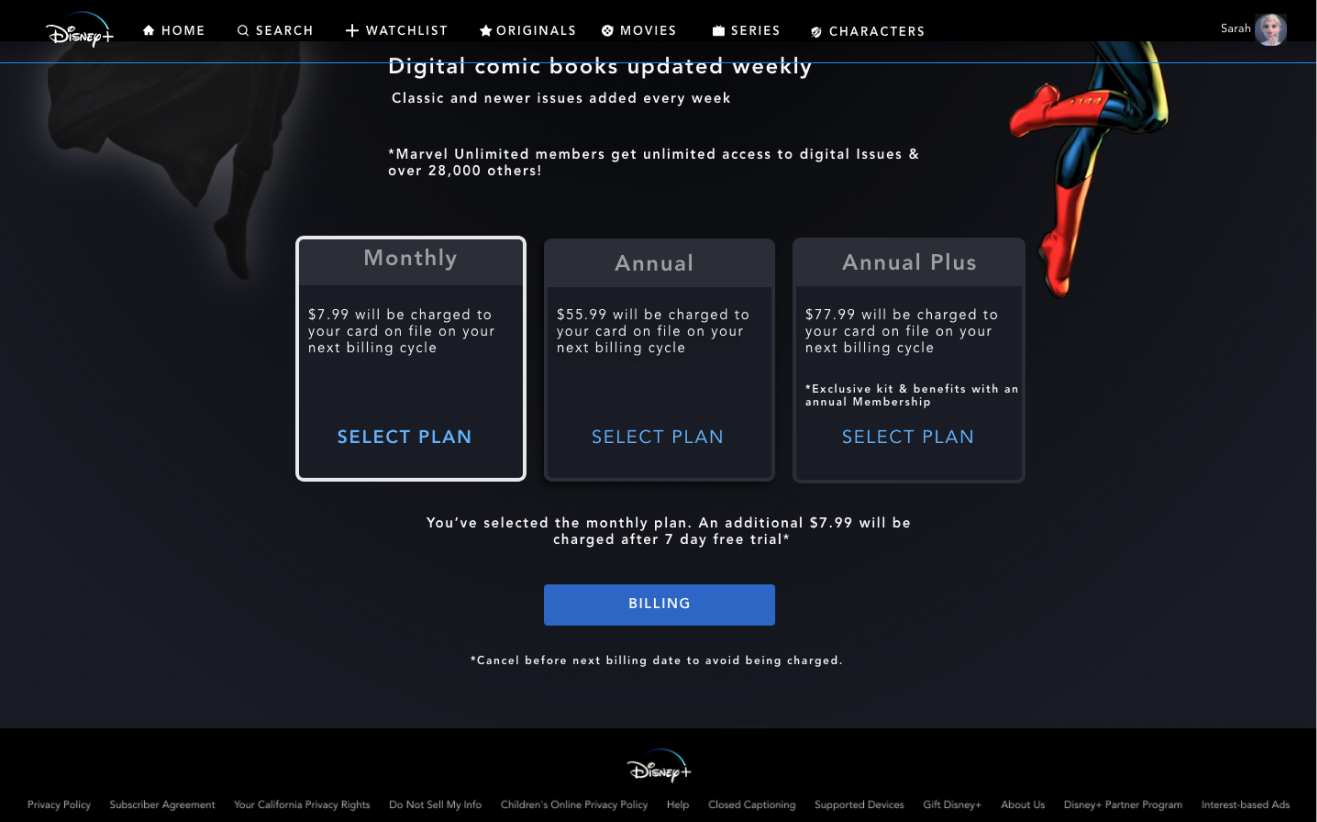 Disney+
HOME
SEARCH
WATCHLIST
ORIGINALS
MOVIES
SERIES
CHARACTERS
Sarah
Digital comic books updated weekly
Classic and newer issues added every week
*Marvel Unlimited members get unlimited access to digital Issues &
over 28,000 others!
Monthly
$7.99 will be charged to
your card on file on your
next billing cycle
SELECT PLAN
Annual
$55.99 will be charged to
your card on file on your
next billing cycle
SELECT PLAN
Annual Plus
$77.99 will be charged to
your card on file on your
next billing cycle
*Exclusive kit & benefits with an
annual Membership
SELECT PLAN
You’ve selected the monthly plan. An additional $7.99 will be
charged after 7 day free trial*
BILLING
*Cancel before next billing date to avoid being charged.
Disney+
Privacy Policy
Subscriber Agreement
Your California Privacy Rights
Do Not Sell My Info
Children's Online Privacy Policy
Help
Closed Captioning
Supported Devices
Gift Disney+
About Us
Disney+ Partner Program
Interest-based Ads